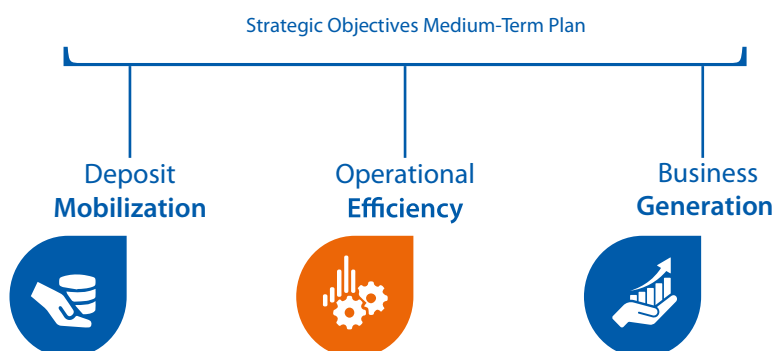 Strategic Objectives Medium-Term Plan
Deposit
Mobilization
Operational
Efficiency
Business
Generation